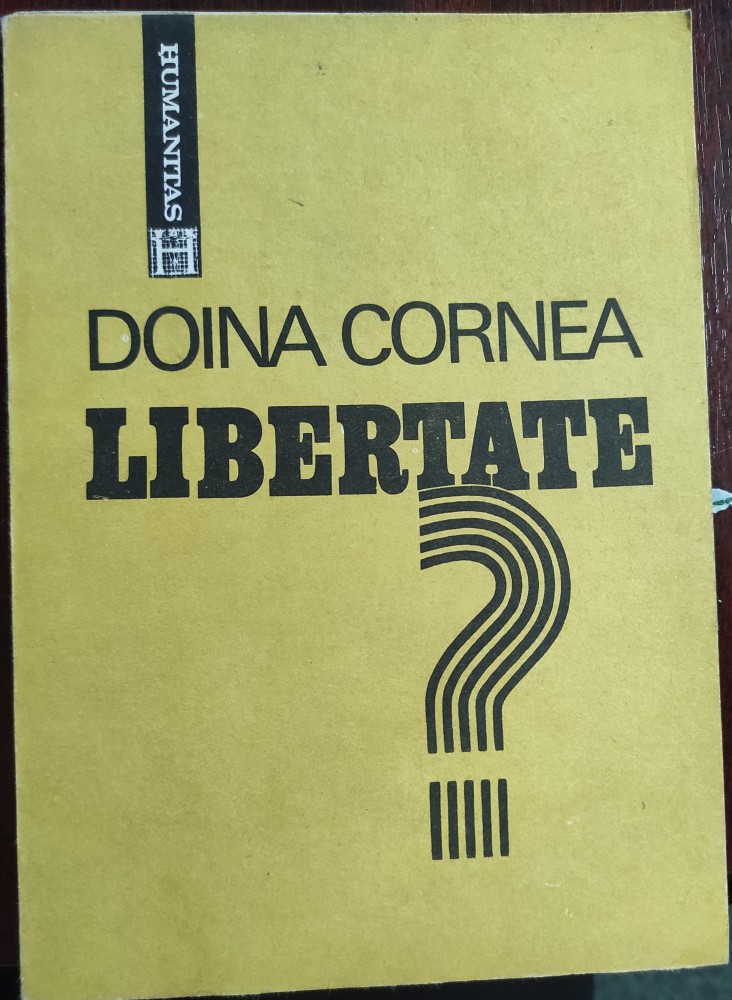 HUMANITAS
DOINA CORNEA
LIBERTATE
?